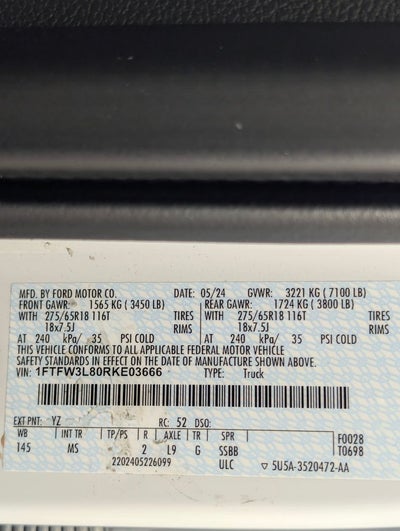 MFD. BY FORD MOTOR CO. DATE: 05/24 GVWR: 3221 KG ( 7100 LB)
FRONT GAWR: 1565 KG ( 3450 LB) REAR GAWR: 1724 KG ( 3800 LB)
WITH 275/65R18 116T TIRES WITH 275/65R18 116T TIRES
18x7.5J RIMS 18x7.5J RIMS
AT 240 kPa/ 35 PSI COLD AT 240 kPa/ 35 PSI COLD
THIS VEHICLE CONFORMS TO ALL APPLICABLE FEDERAL MOTOR VEHICLE
SAFETY STANDARDS IN EFFECT ON THE DATE OF MANUFACTURE SHOWN ABOVE.
VIN: 1FTFW3L80RKE03666 TYPE: Truck
EXT PNT: YZ RC: 52 DSO:
WB INT TR TP/PS R AXLE TR SPR F0028
145 MS 2 L9 G SSBB T0698
2202405226099 ULC ▽ 5U5A-3520472-AA